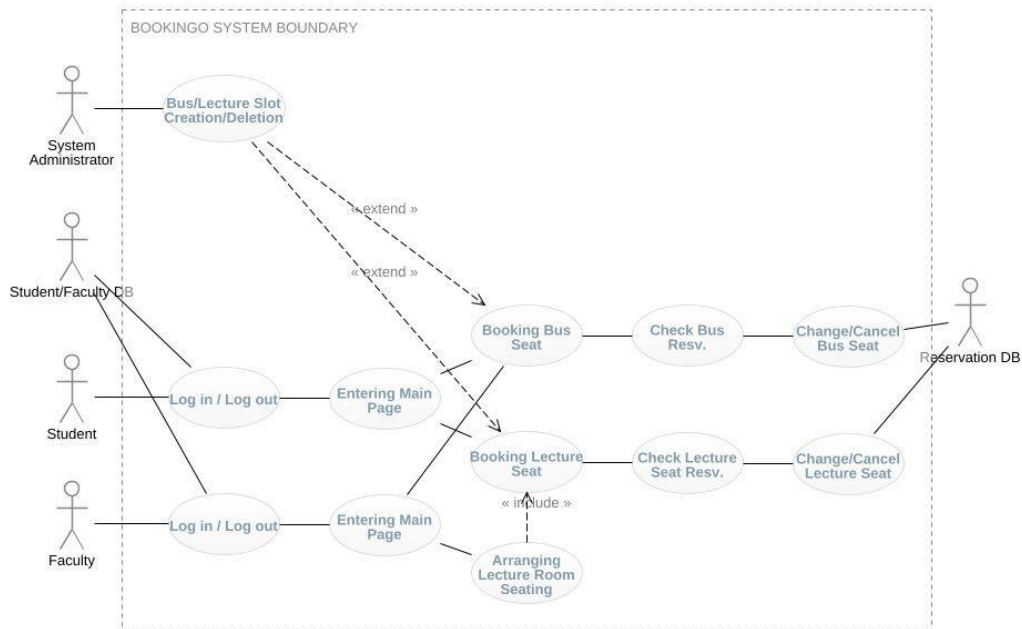 BOOKINGO SYSTEM BOUNDARY
Bus/Lecture Slot
Creation/Deletion
System
Administrator
« extend »
Student/Faculty DB
« extend »
Booking Bus
Seat
Check Bus
Resv.
Change/Cancel
Bus Seat
Reservation DB
Log in / Log out
Entering Main
Page
Student
Booking Lecture
Seat
Check Lecture
Seat Resv.
Change/Cancel
Lecture Seat
« include »
Log in / Log out
Entering Main
Page
Faculty
Arranging
Lecture Room
Seating